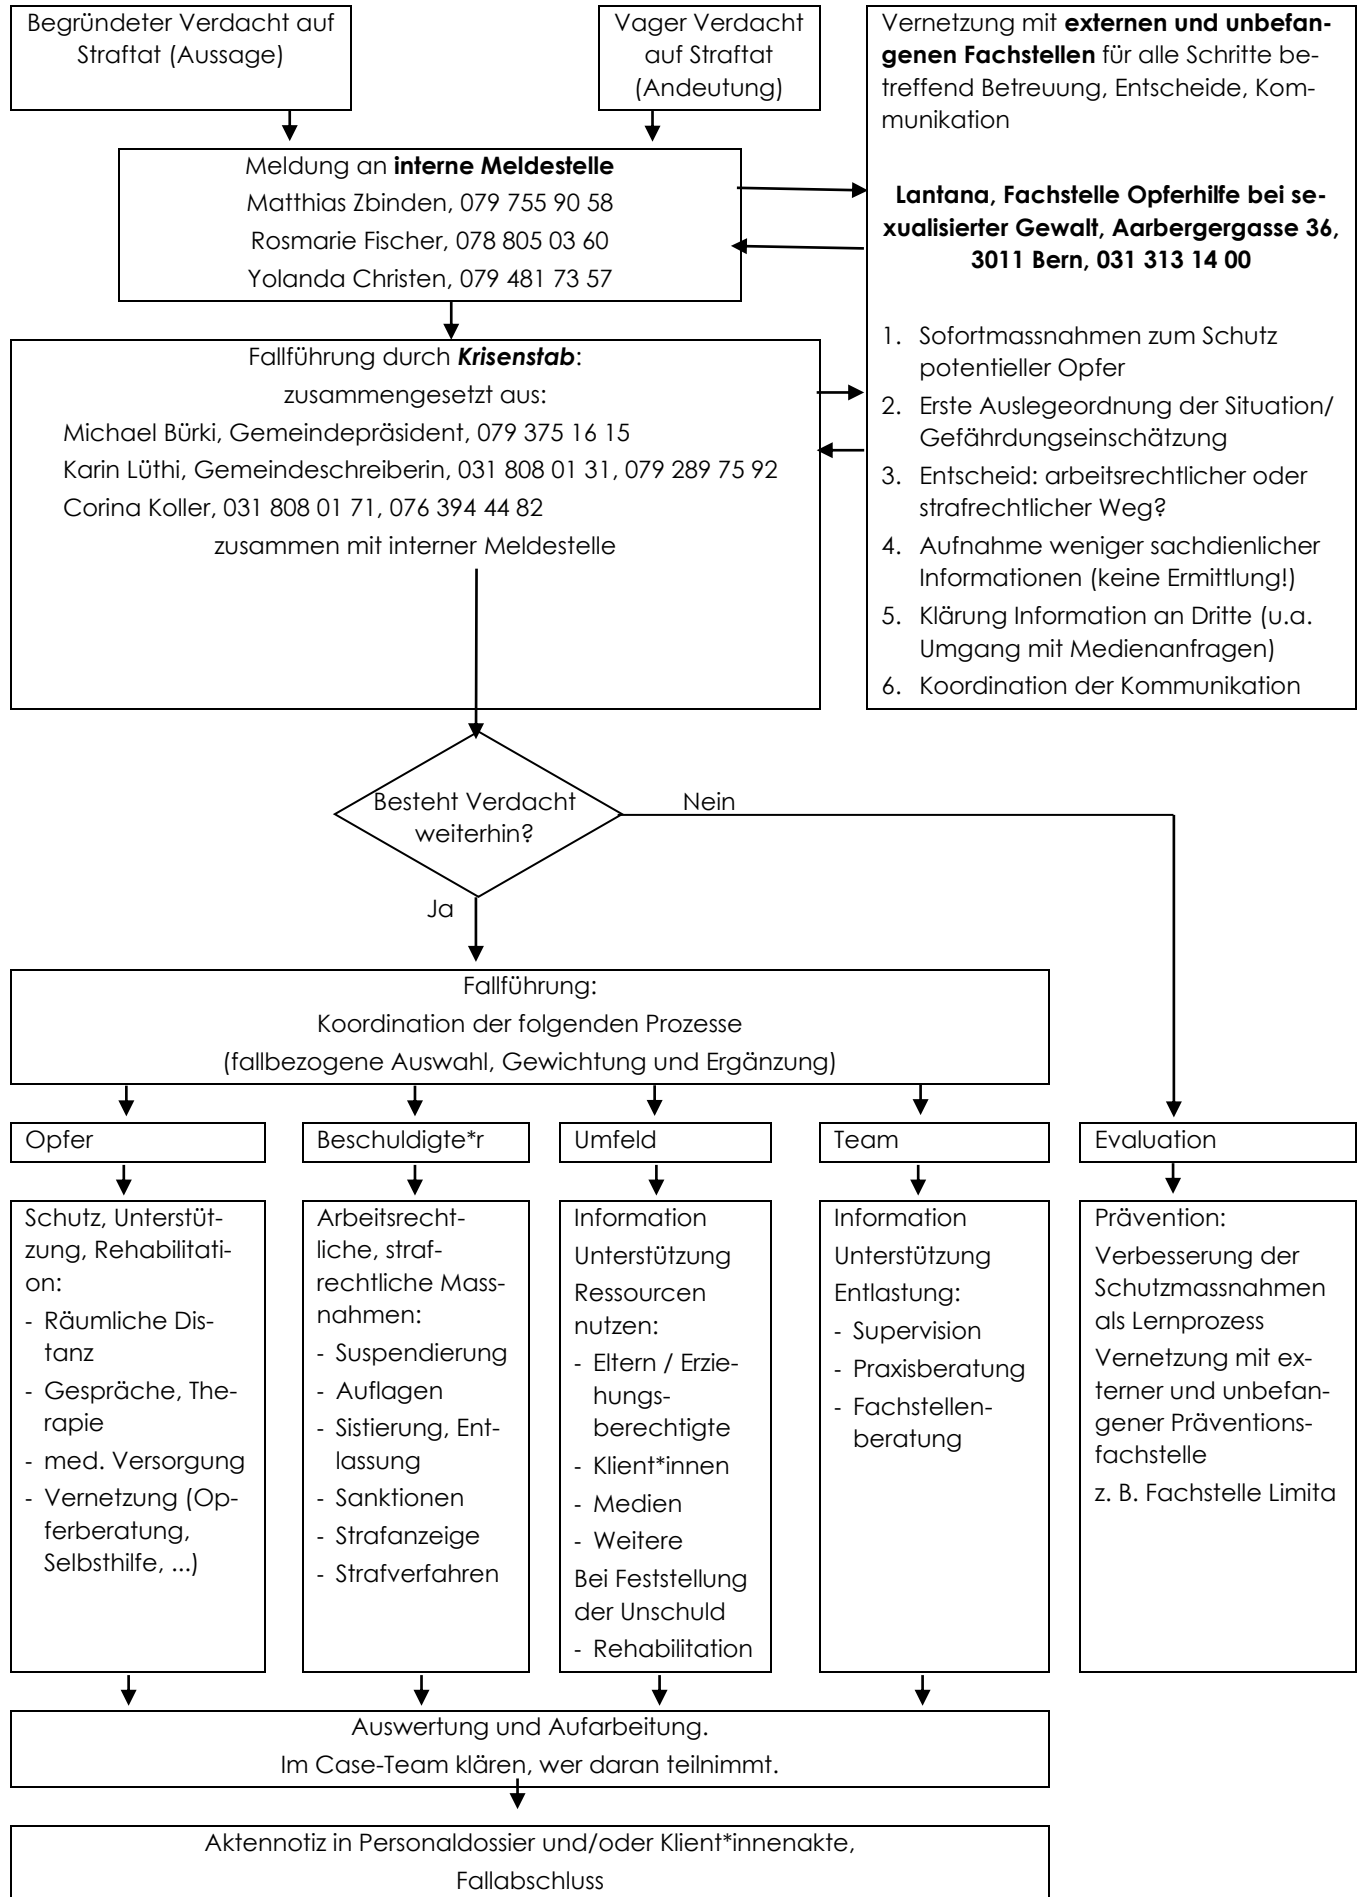 Begründeter Verdacht auf
Straftat (Aussage)
Vager Verdacht
auf Straftat
(Andeutung)
Meldung an interne Meldestelle
Matthias Zbinden, 079 755 90 58
Rosmarie Fischer, 078 805 03 60
Yolanda Christen, 079 481 73 57
Vernetzung mit externen und unbefan-
genen Fachstellen für alle Schritte be-
treffend Betreuung, Entscheide, Kom-
munikation
Lantana, Fachstelle Opferhilfe bei se-
xualisierter Gewalt, Aarbergergasse 36,
3011 Bern, 031 313 14 00
1. Sofortmassnahmen zum Schutz
potentieller Opfer
2. Erste Auslegeordnung der Situation/
Gefährdungseinschätzung
3. Entscheid: arbeitsrechtlicher oder
strafrechtlicher Weg?
4. Aufnahme weniger sachdienlicher
Informationen (keine Ermittlung!)
5. Klärung Information an Dritte (u.a.
Umgang mit Medienanfragen)
6. Koordination der Kommunikation
Fallführung durch Krisenstab:
zusammengesetzt aus:
Michael Bürki, Gemeindepräsident, 079 375 16 15
Karin Lüthi, Gemeindeschreiberin, 031 808 01 31, 079 289 75 92
Corina Koller, 031 808 01 71, 076 394 44 82
zusammen mit interner Meldestelle
Besteht Verdacht
weiterhin?
Nein
Ja
Fallführung:
Koordination der folgenden Prozesse
(fallbezogene Auswahl, Gewichtung und Ergänzung)
Opfer
Schutz, Unterstüt-
zung, Rehabilitati-
on:
- Räumliche Dis-
tanz
- Gespräche, The-
rapie
- med. Versorgung
- Vernetzung (Op-
ferberatung,
Selbsthilfe, ...)
Beschuldigte*r
Arbeitsrecht-
liche, straf-
rechtliche Mass-
nahmen:
- Suspendierung
- Auflagen
- Sistierung, Ent-
lassung
- Sanktionen
- Strafanzeige
- Strafverfahren
Umfeld
Information
Unterstützung
Ressourcen
nutzen:
- Eltern / Erzie-
hungs-
berechtigte
- Klient*innen
- Medien
- Weitere
Bei Feststellung
der Unschuld
- Rehabilitation
Team
Information
Unterstützung
Entlastung:
- Supervision
- Praxisberatung
- Fachstellen-
beratung
Evaluation
Prävention:
Verbesserung der
Schutzmassnahmen
als Lernprozess
Vernetzung mit ex-
terner und unbefan-
gener Präventions-
fachstelle
z. B. Fachstelle Limita
Auswertung und Aufarbeitung.
Im Case-Team klären, wer daran teilnimmt.
Aktennotiz in Personaldossier und/oder Klient*innenakte,
Fallabschluss